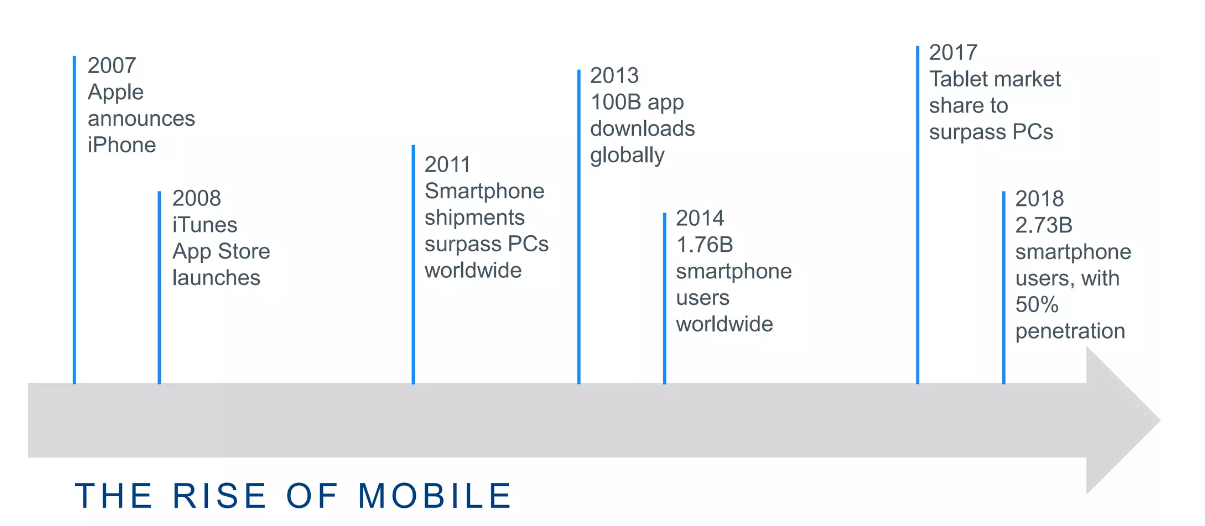 2007
Apple
announces
iPhone
2008
iTunes
App Store
launches
2011
Smartphone
shipments
surpass PCs
worldwide
2013
100B app
downloads
globally
2014
1.76B
smartphone
users
worldwide
2017
Tablet market
share to
surpass PCs
2018
2.73B
smartphone
users, with
50%
penetration
THE RISE OF MOBILE